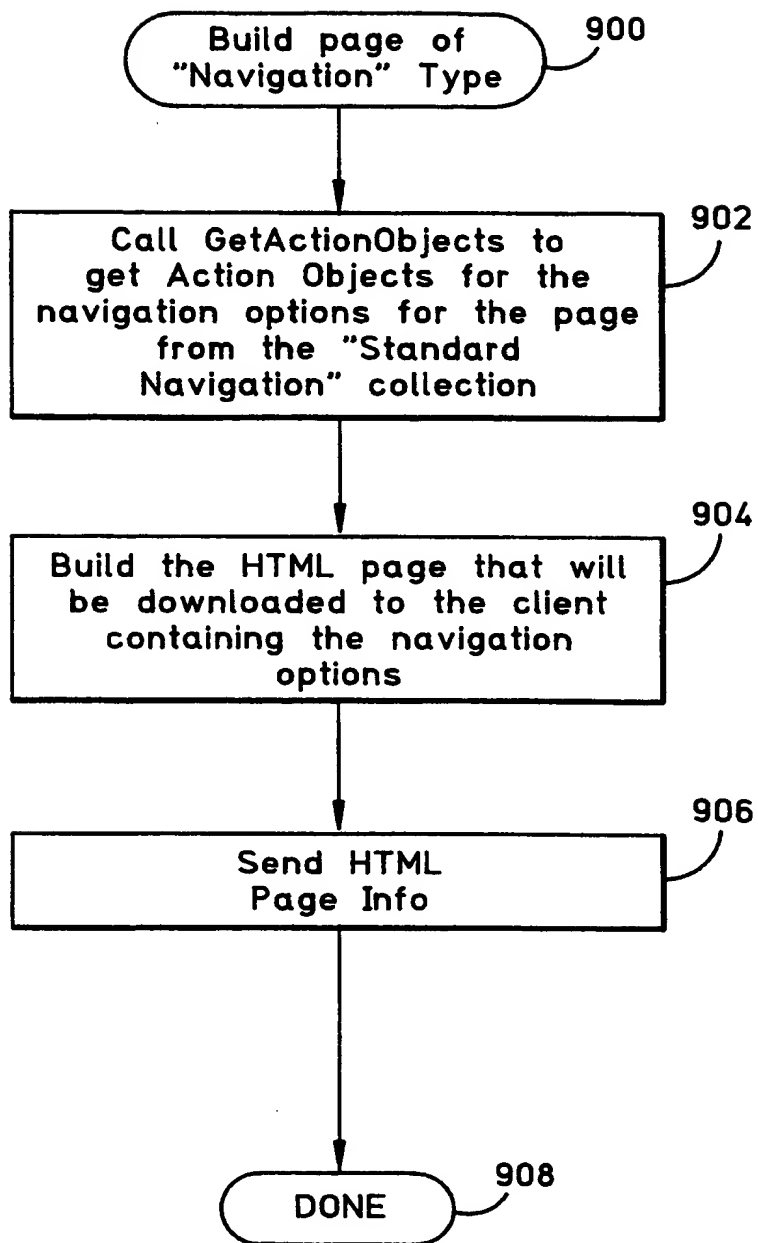 Build page of
"Navigation" Type
900
Call GetActionObjects to
get Action Objects for the
navigation options for the page
from the "Standard
Navigation" collection
902
Build the HTML page that will
be downloaded to the client
containing the navigation
options
904
Send HTML
Page Info
906
DONE
908